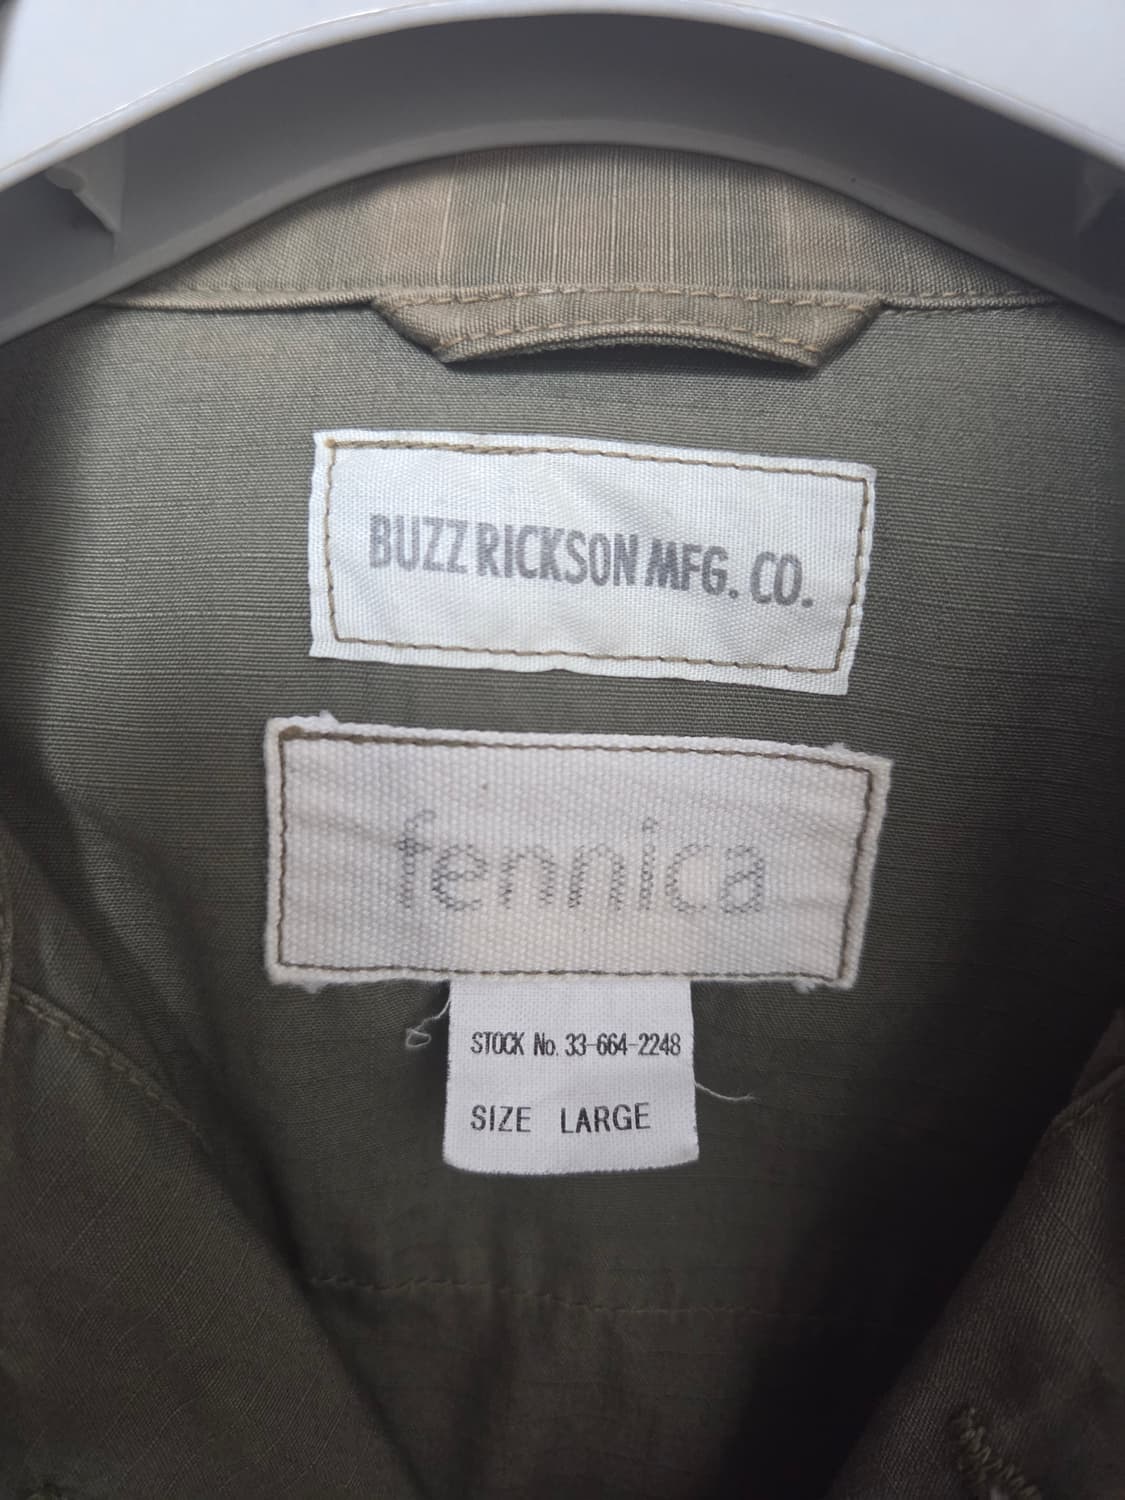 BUZZ RICKSON MFG. CO.
fennica
STOCK No. 33-664-2248
SIZE LARGE